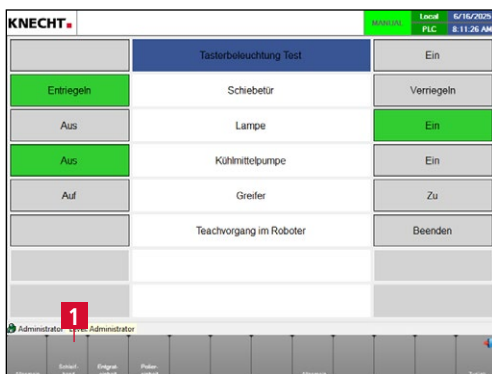 KNECHT
MANUAL
Local 6/16/2025
PLC 8:11:26 AM
Tasterbeleuchtung Test Ein
Entriegeln Schiebetür Verriegeln
Aus Lampe Ein
Aus Kühlmittelpumpe Ein
Auf Greifer Zu
Teachvorgang im Roboter Beenden
1
Administrator Administrator